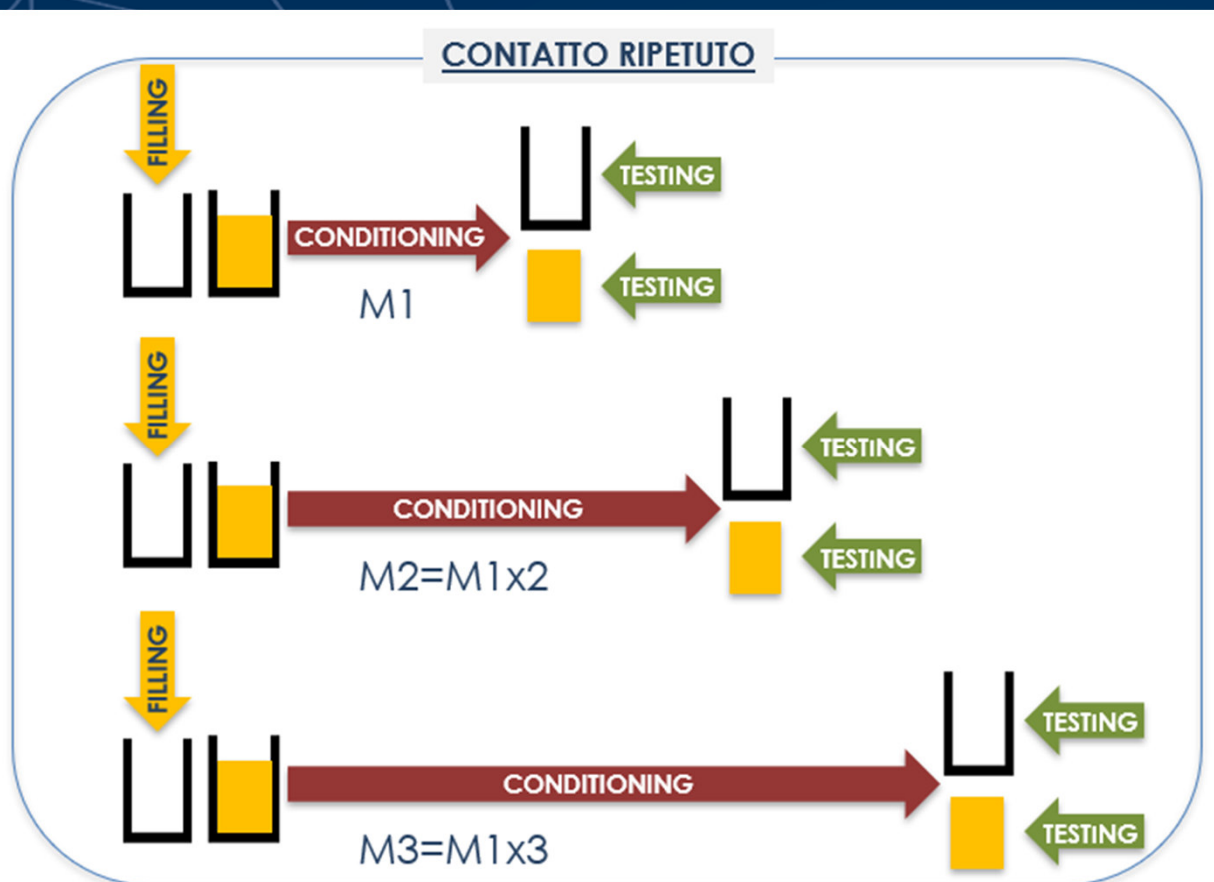 CONTATTO RIPETUTO
FILLING
TESTING
CONDITIONING
TESTING
M1
FILLING
TESTING
CONDITIONING
TESTING
M2=M1x2
FILLING
TESTING
CONDITIONING
TESTING
M3=M1x3